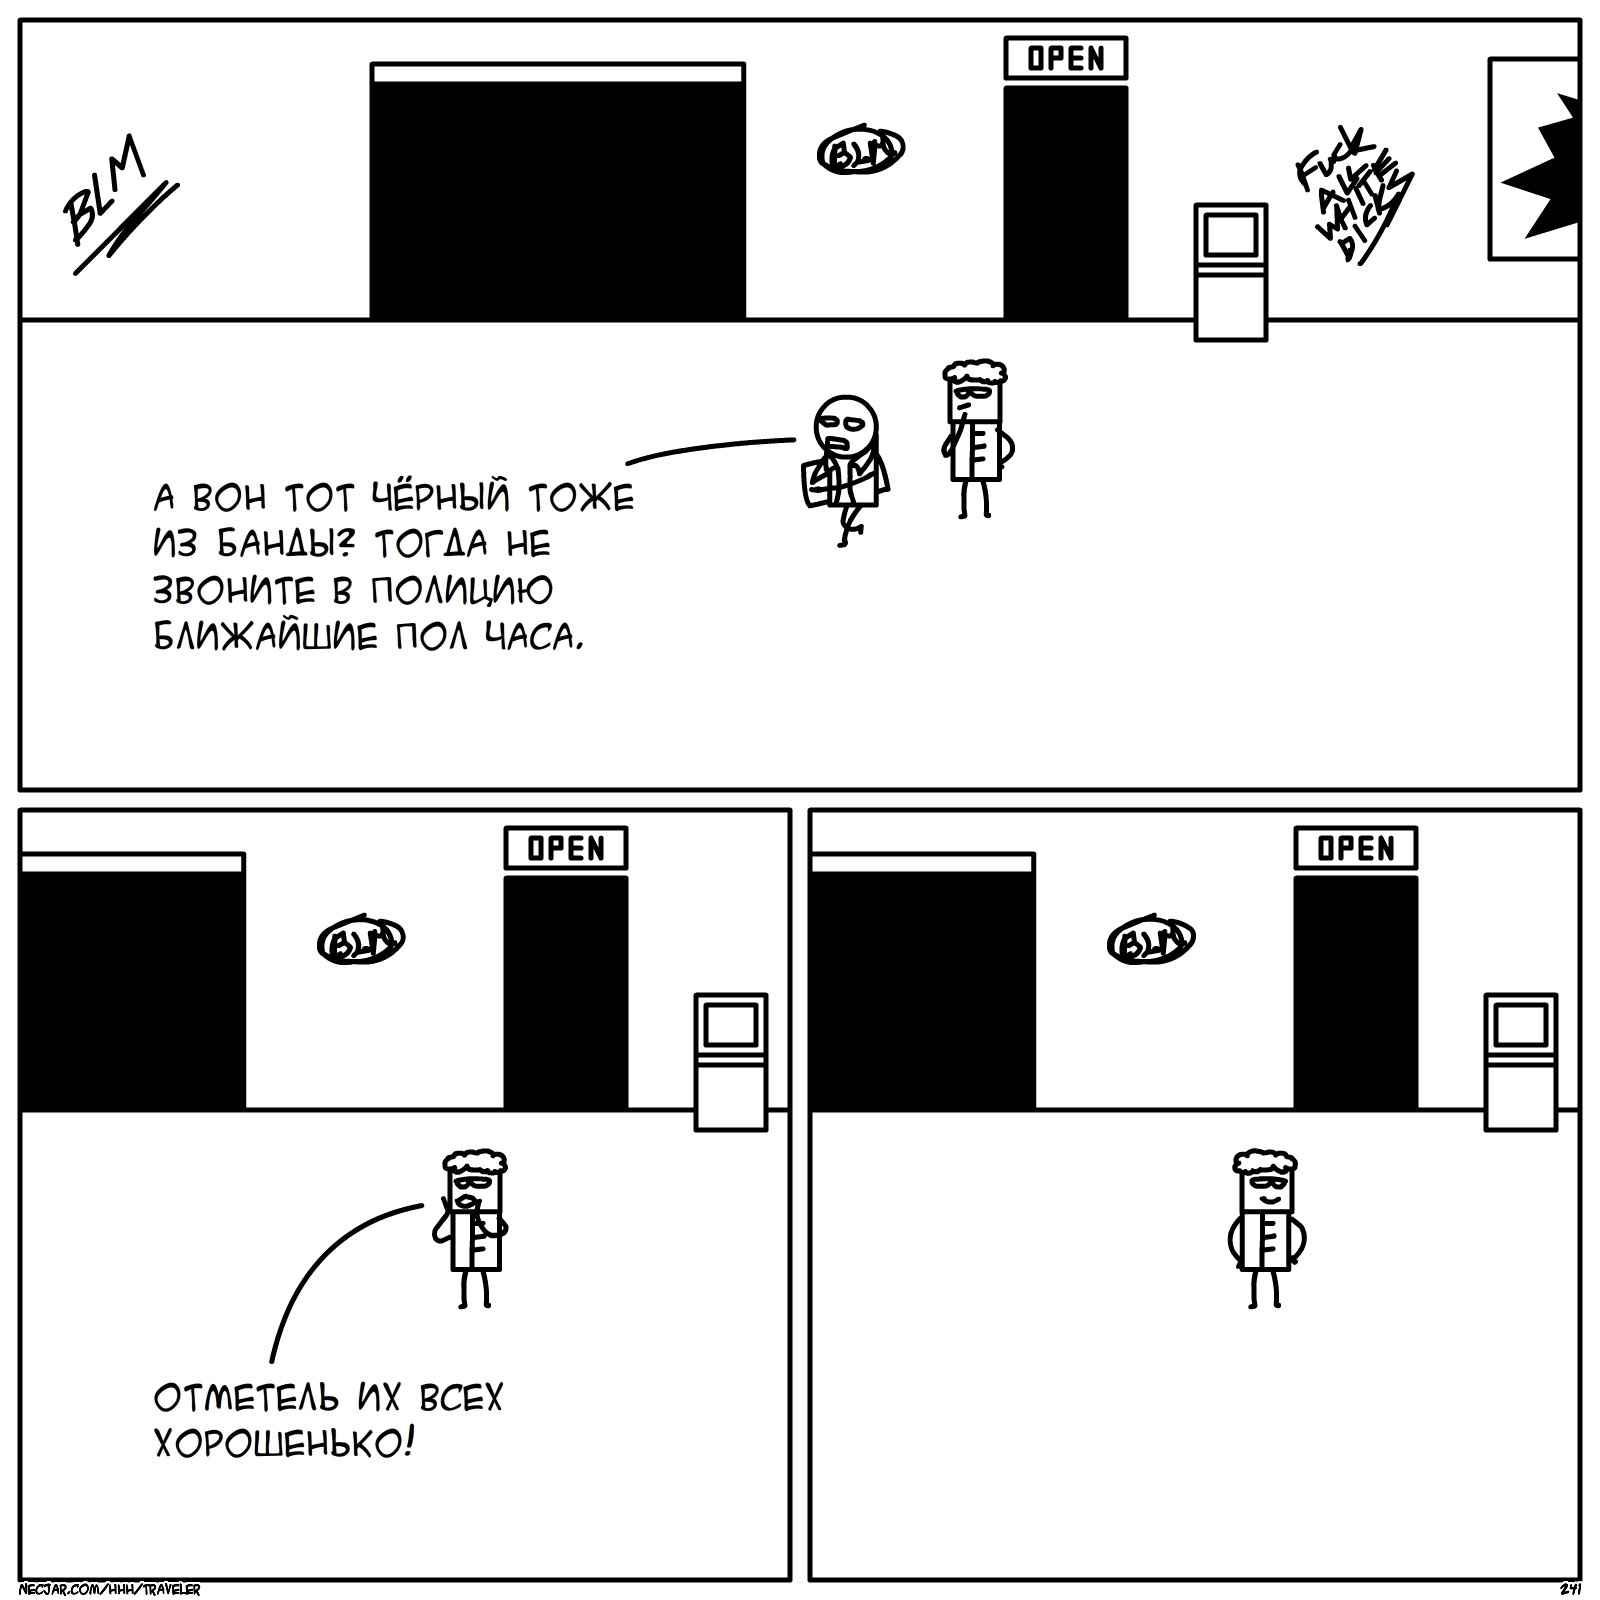 OPEN
BLM
BLM
FUCK
ALL
WHITE
DICKS
А ВОН ТОТ ЧЁРНЫЙ ТОЖЕ
ИЗ БАНДЫ? ТОГДА НЕ
ЗВОНИТЕ В ПОЛИЦИЮ
БЛИЖАЙШИЕ ПОЛ ЧАСА.
OPEN
BLM
ОТМЕТЕЛЬ ИХ ВСЕХ
ХОРОШЕНЬКО!
OPEN
BLM
NECJAR.COM/HHH/TRAVELER
241